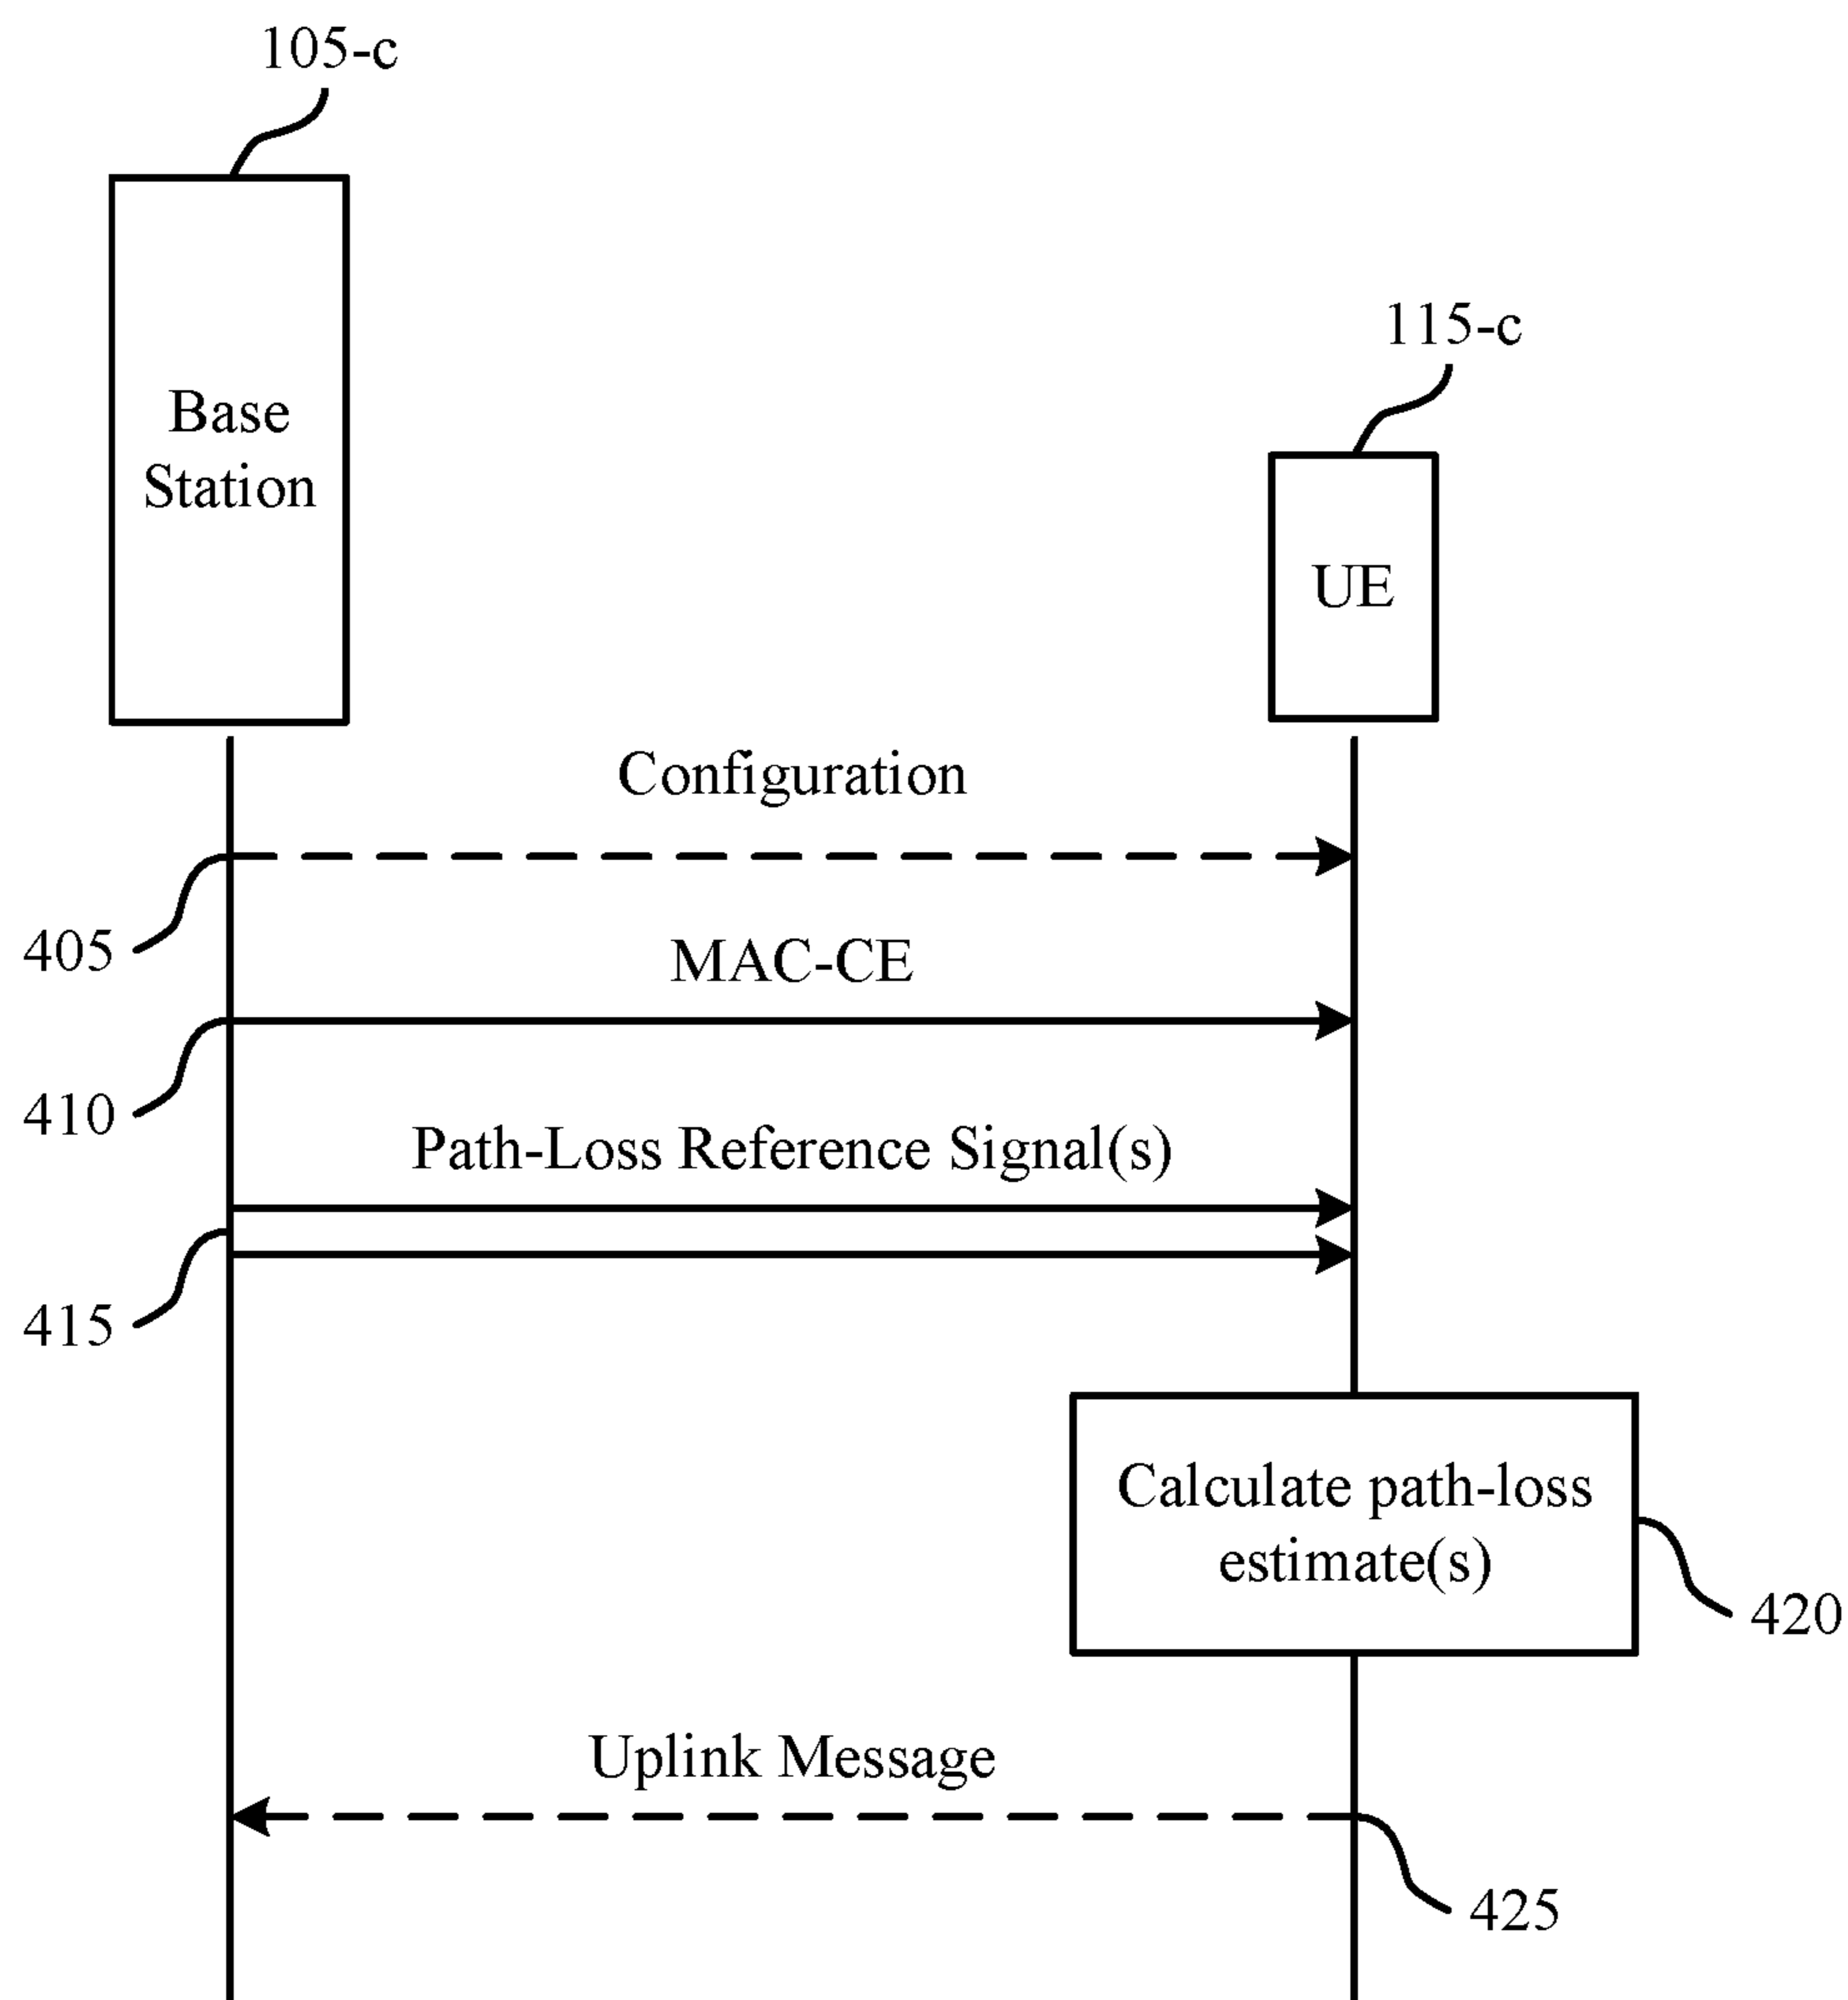 105-c
115-c
Base
Station
UE
Configuration
405
MAC-CE
410
Path-Loss Reference Signal(s)
415
Calculate path-loss
estimate(s)
420
Uplink Message
425